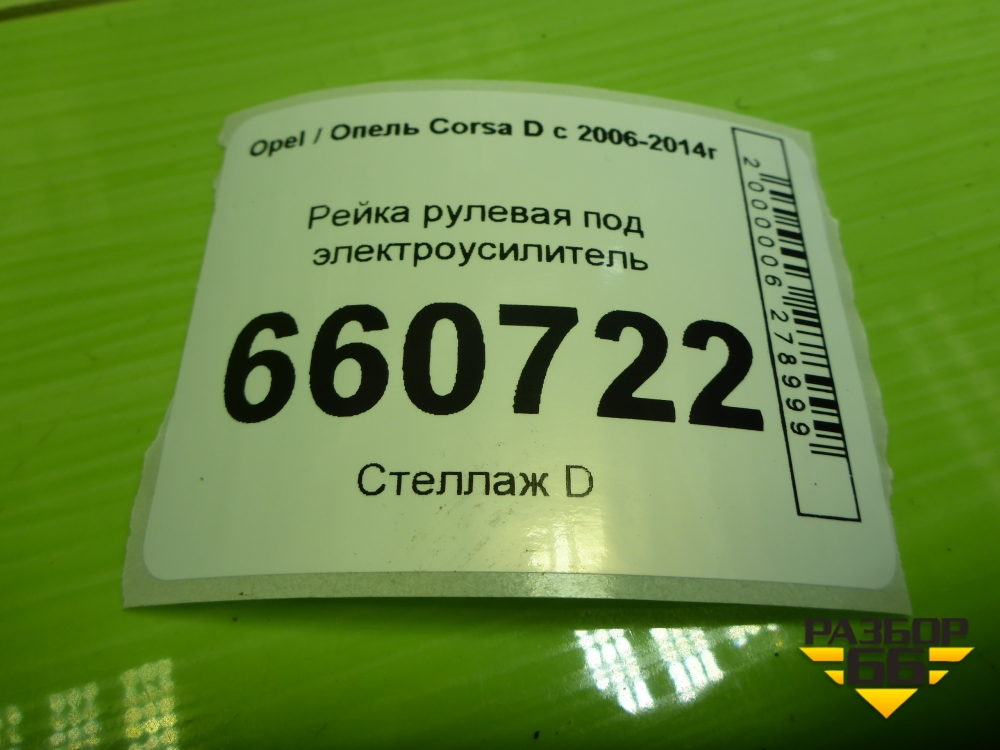 Opel / Опель Corsa D с 2006-2014г
Рейка рулевая под
электроусилитель
660722
Стеллаж D
2000006278999
РАЗБОР
66